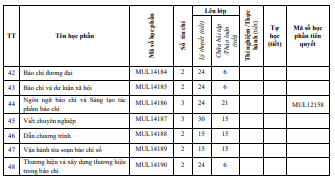 TT
Tên học phần
Mã số học phần
Số tín chỉ
Lên lớp
Lý thuyết (tiết)
Chữa bài tập/
Thảo luận
(tiết)
Thí nghiệm / Thực
hành (tiết)
Tự
học
(tiết)
Mã số học
phần tiên
quyết
42 Báo chí đương đại MUL14184 2 24 6
43 Báo chí và dư luận xã hội MUL14185 2 24 6
44 Ngôn ngữ báo chí và Sáng tạo tác
phẩm báo chí MUL14186 3 24 21 MUL12158
45 Viết chuyên nghiệp MUL14187 3 30 15
46 Dẫn chương trình MUL14188 2 15 15
47 Vận hành tòa soạn báo chí số MUL14189 2 15 15
48 Thương hiệu và xây dựng thương hiệu
trong báo chí MUL14190 2 24 6